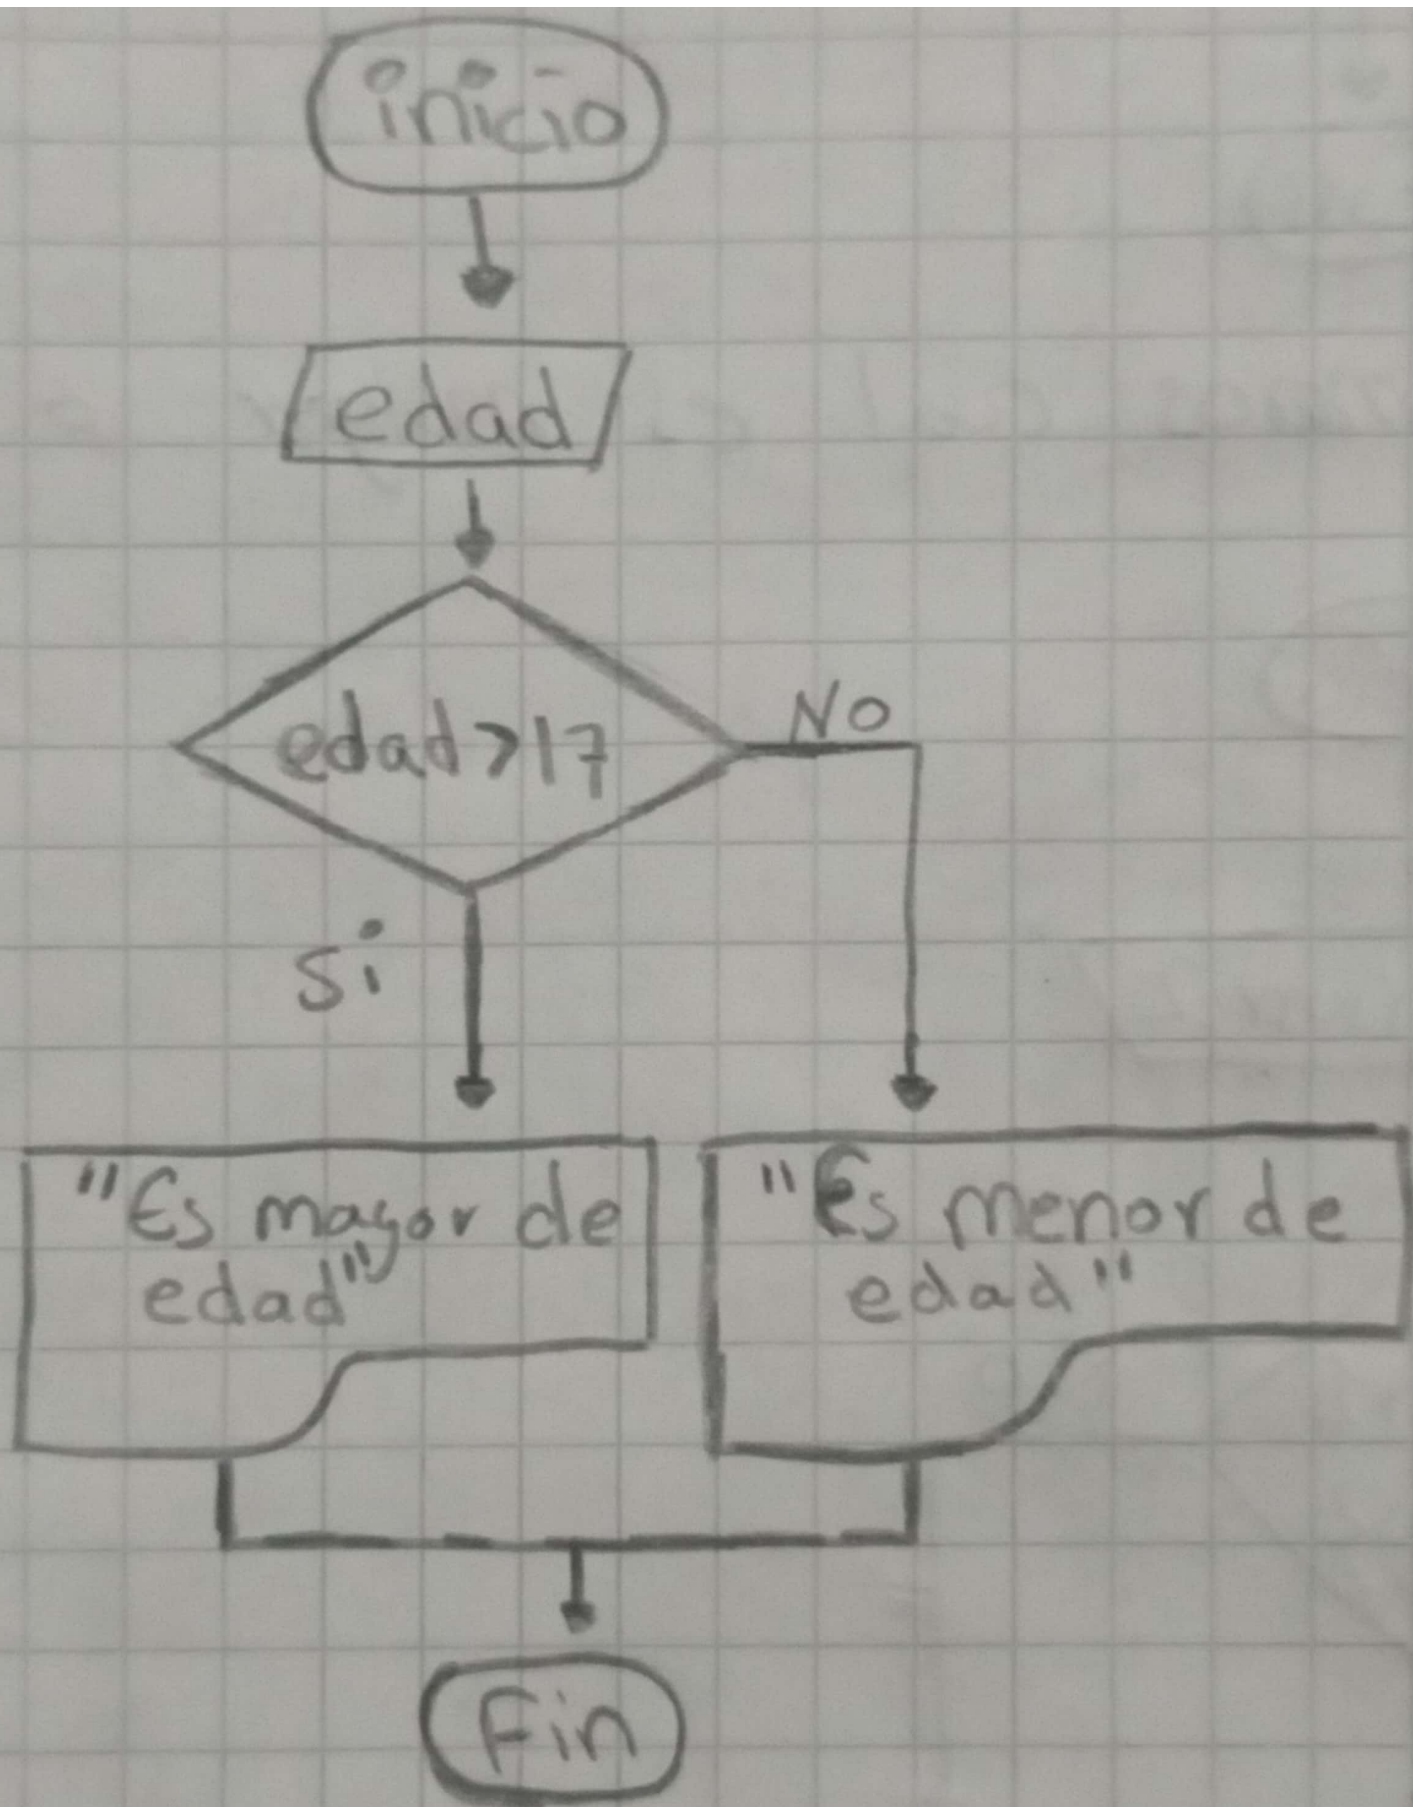 inicio
edad
edad>17
NO
Si
"Es mayor de
edad"
"Es menor de
edad"
Fin